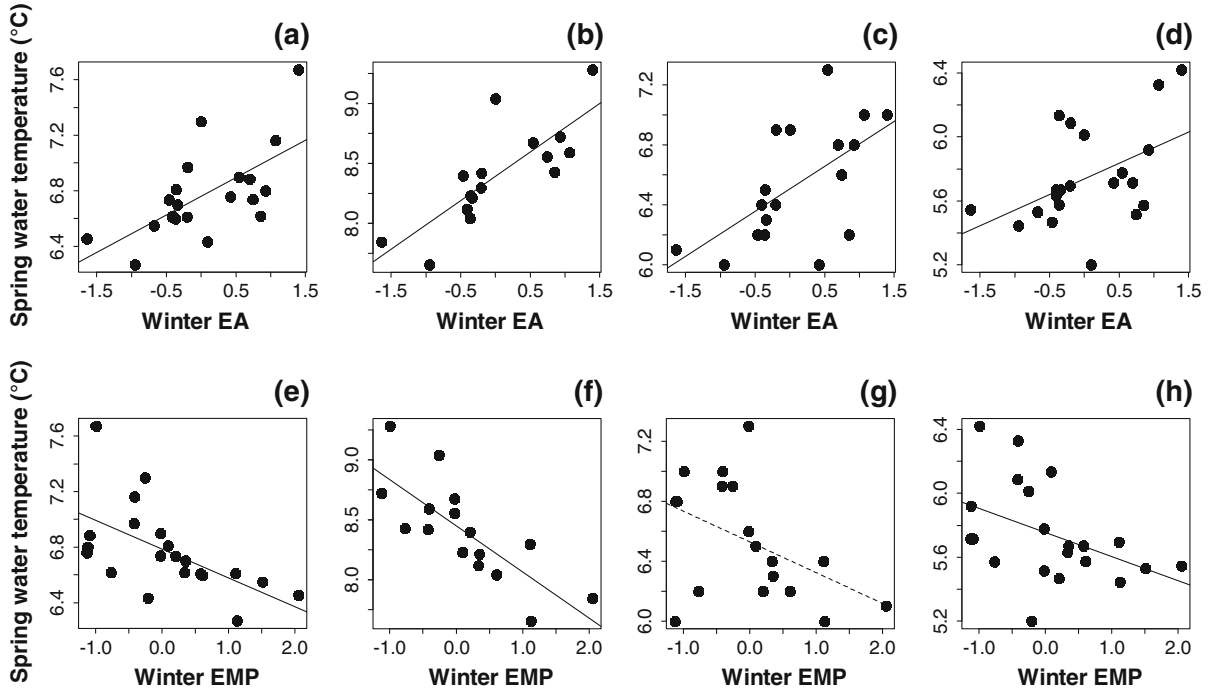 (a) (b) (c) (d)
Spring water temperature (°C)
7.6 7.2 6.8 6.4
9.0 8.5 8.0
7.2 6.8 6.4 6.0
6.4 6.0 5.6 5.2
-1.5 -0.5 0.5 1.5 -1.5 -0.5 0.5 1.5 -1.5 -0.5 0.5 1.5 -1.5 -0.5 0.5 1.5
Winter EA Winter EA Winter EA Winter EA
(e) (f) (g) (h)
Spring water temperature (°C)
7.6 7.2 6.8 6.4
9.0 8.5 8.0
7.2 6.8 6.4 6.0
6.4 6.0 5.6 5.2
-1.0 0.0 1.0 2.0 -1.0 0.0 1.0 2.0 -1.0 0.0 1.0 2.0 -1.0 0.0 1.0 2.0
Winter EMP Winter EMP Winter EMP Winter EMP